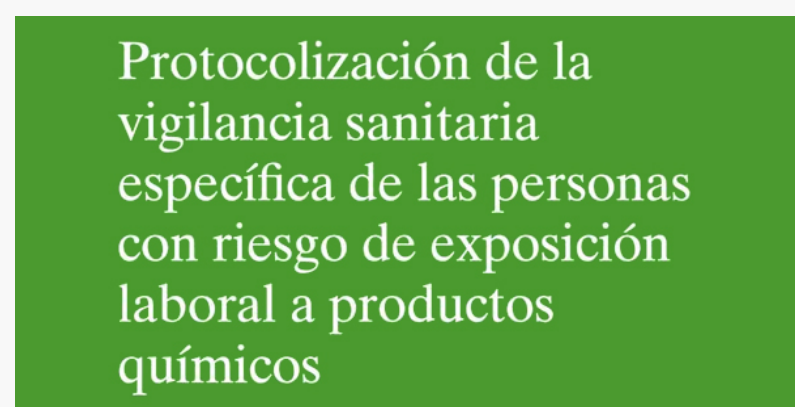 Protocolización de la
vigilancia sanitaria
específica de las personas
con riesgo de exposición
laboral a productos
químicos